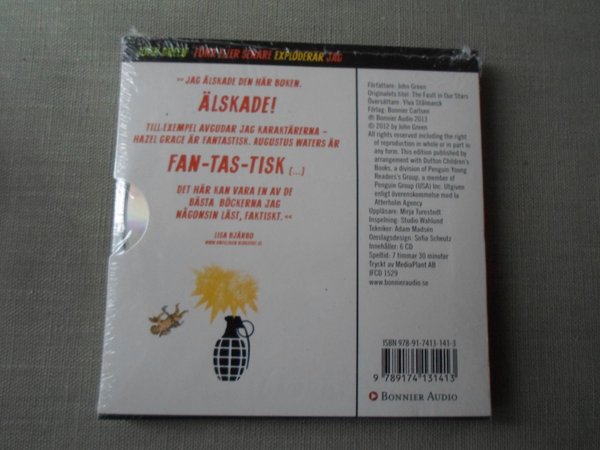 JOHN GREEN FÖRR ELLER SENARE EXPLODERAR JAG
»» JAG ÄLSKADE DEN HÄR BOKEN.
ÄLSKADE!
TILL EXEMPEL AVGUDAR JAG KARAKTÄRERNA –
HAZEL GRACE ÄR FANTASTISK. AUGUSTUS WATERS ÄR
FAN-TAS-TISK [...]
DET HÄR KAN VARA EN AV DE
BÄSTA BÖCKERNA JAG
NÅGONSIN LÄST, FAKTISKT.««
LISA BJÄRBO
Författare: John Green
Originalets titel: The Fault in Our Stars
Översättare: Ylva Stålmarck
Förlag: Bonnier Carlsen
℗ Bonnier Audio 2013
© 2012 by John Green
All rights reserved including the right
of reproduction in whole or in part in
any form. This edition published by
arrangement with Dutton Children's
Books, a division of Penguin Young
Readers's Group, a member of
Penguin Group (USA) Inc. Utgiven
enligt överenskommelse med ia
Atterholm Agency
Uppläsare: Mirja Turestedt
Inspelning: Studio Wahlund
Tekniker: Adam Madsén
Omslagsdesign: Sofia Scheutz
Innehåller: 6 CD
Speltid: 7 timmar 30 minuter
Tryckt av MediaPlant AB
IFCD 1529
www.bonnieraudio.se
ISBN 978-91-7413-141-3
9 789174 131413
BONNIER AUDIO